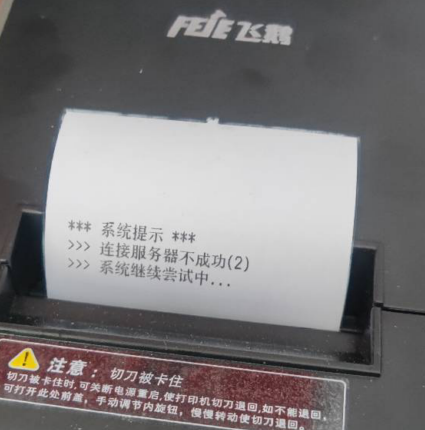 FEIE飞鹅
*** 系统提示 ***
>>> 连接服务器不成功(2)
>>> 系统继续尝试中...
注意：切刀被卡住
切刀被卡住时,可关断电源重启,使打印机切刀退回,如不能退回,
可打开此处前盖，手动调节内旋钮，慢慢转动使切刀退回。